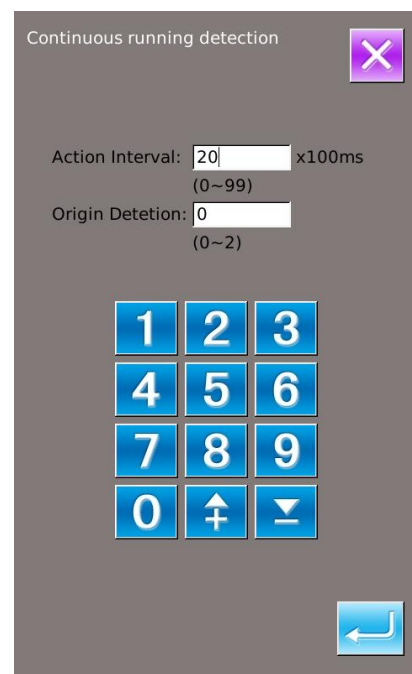 Continuous running detection
Action Interval: 20 x100ms
(0~99)
Origin Detetion: 0
(0~2)
1 2 3
4 5 6
7 8 9
0